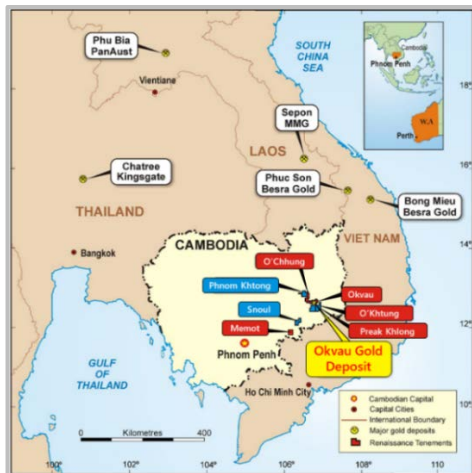 Phu Bia
PanAust
Vientiane
SOUTH
CHINA
SEA
Cambodia
Phnom Penh
W.A
Perth
Sepon
MMG
LAOS
Chatree
Kingsgate
Phuc Son
Besra Gold
Bong Mieu
Besra Gold
THAILAND
VIET NAM
CAMBODIA
Bangkok
O'Chhung
Phnom Khtong
Okvau
Snoul
O'Khtung
Memot
Preak Khlong
Phnom Penh
Okvau Gold
Deposit
GULF
OF
THAILAND
Ho Chi Minh City
Kilometres
0
400
Cambodian Capital
Capital Cities
International Boundary
Major gold deposits
Renaissance Tenements
18°
16°
14°
12°
10°
100°
102°
104°
106°
108°
110